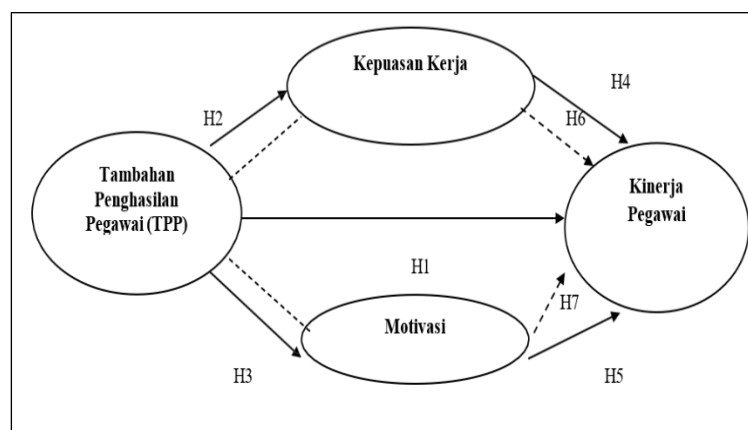 Kepuasan Kerja
H4
H2
H6
Tambahan
Penghasilan
Pegawai (TPP)
Kinerja
Pegawai
H1
H7
Motivasi
H3
H5